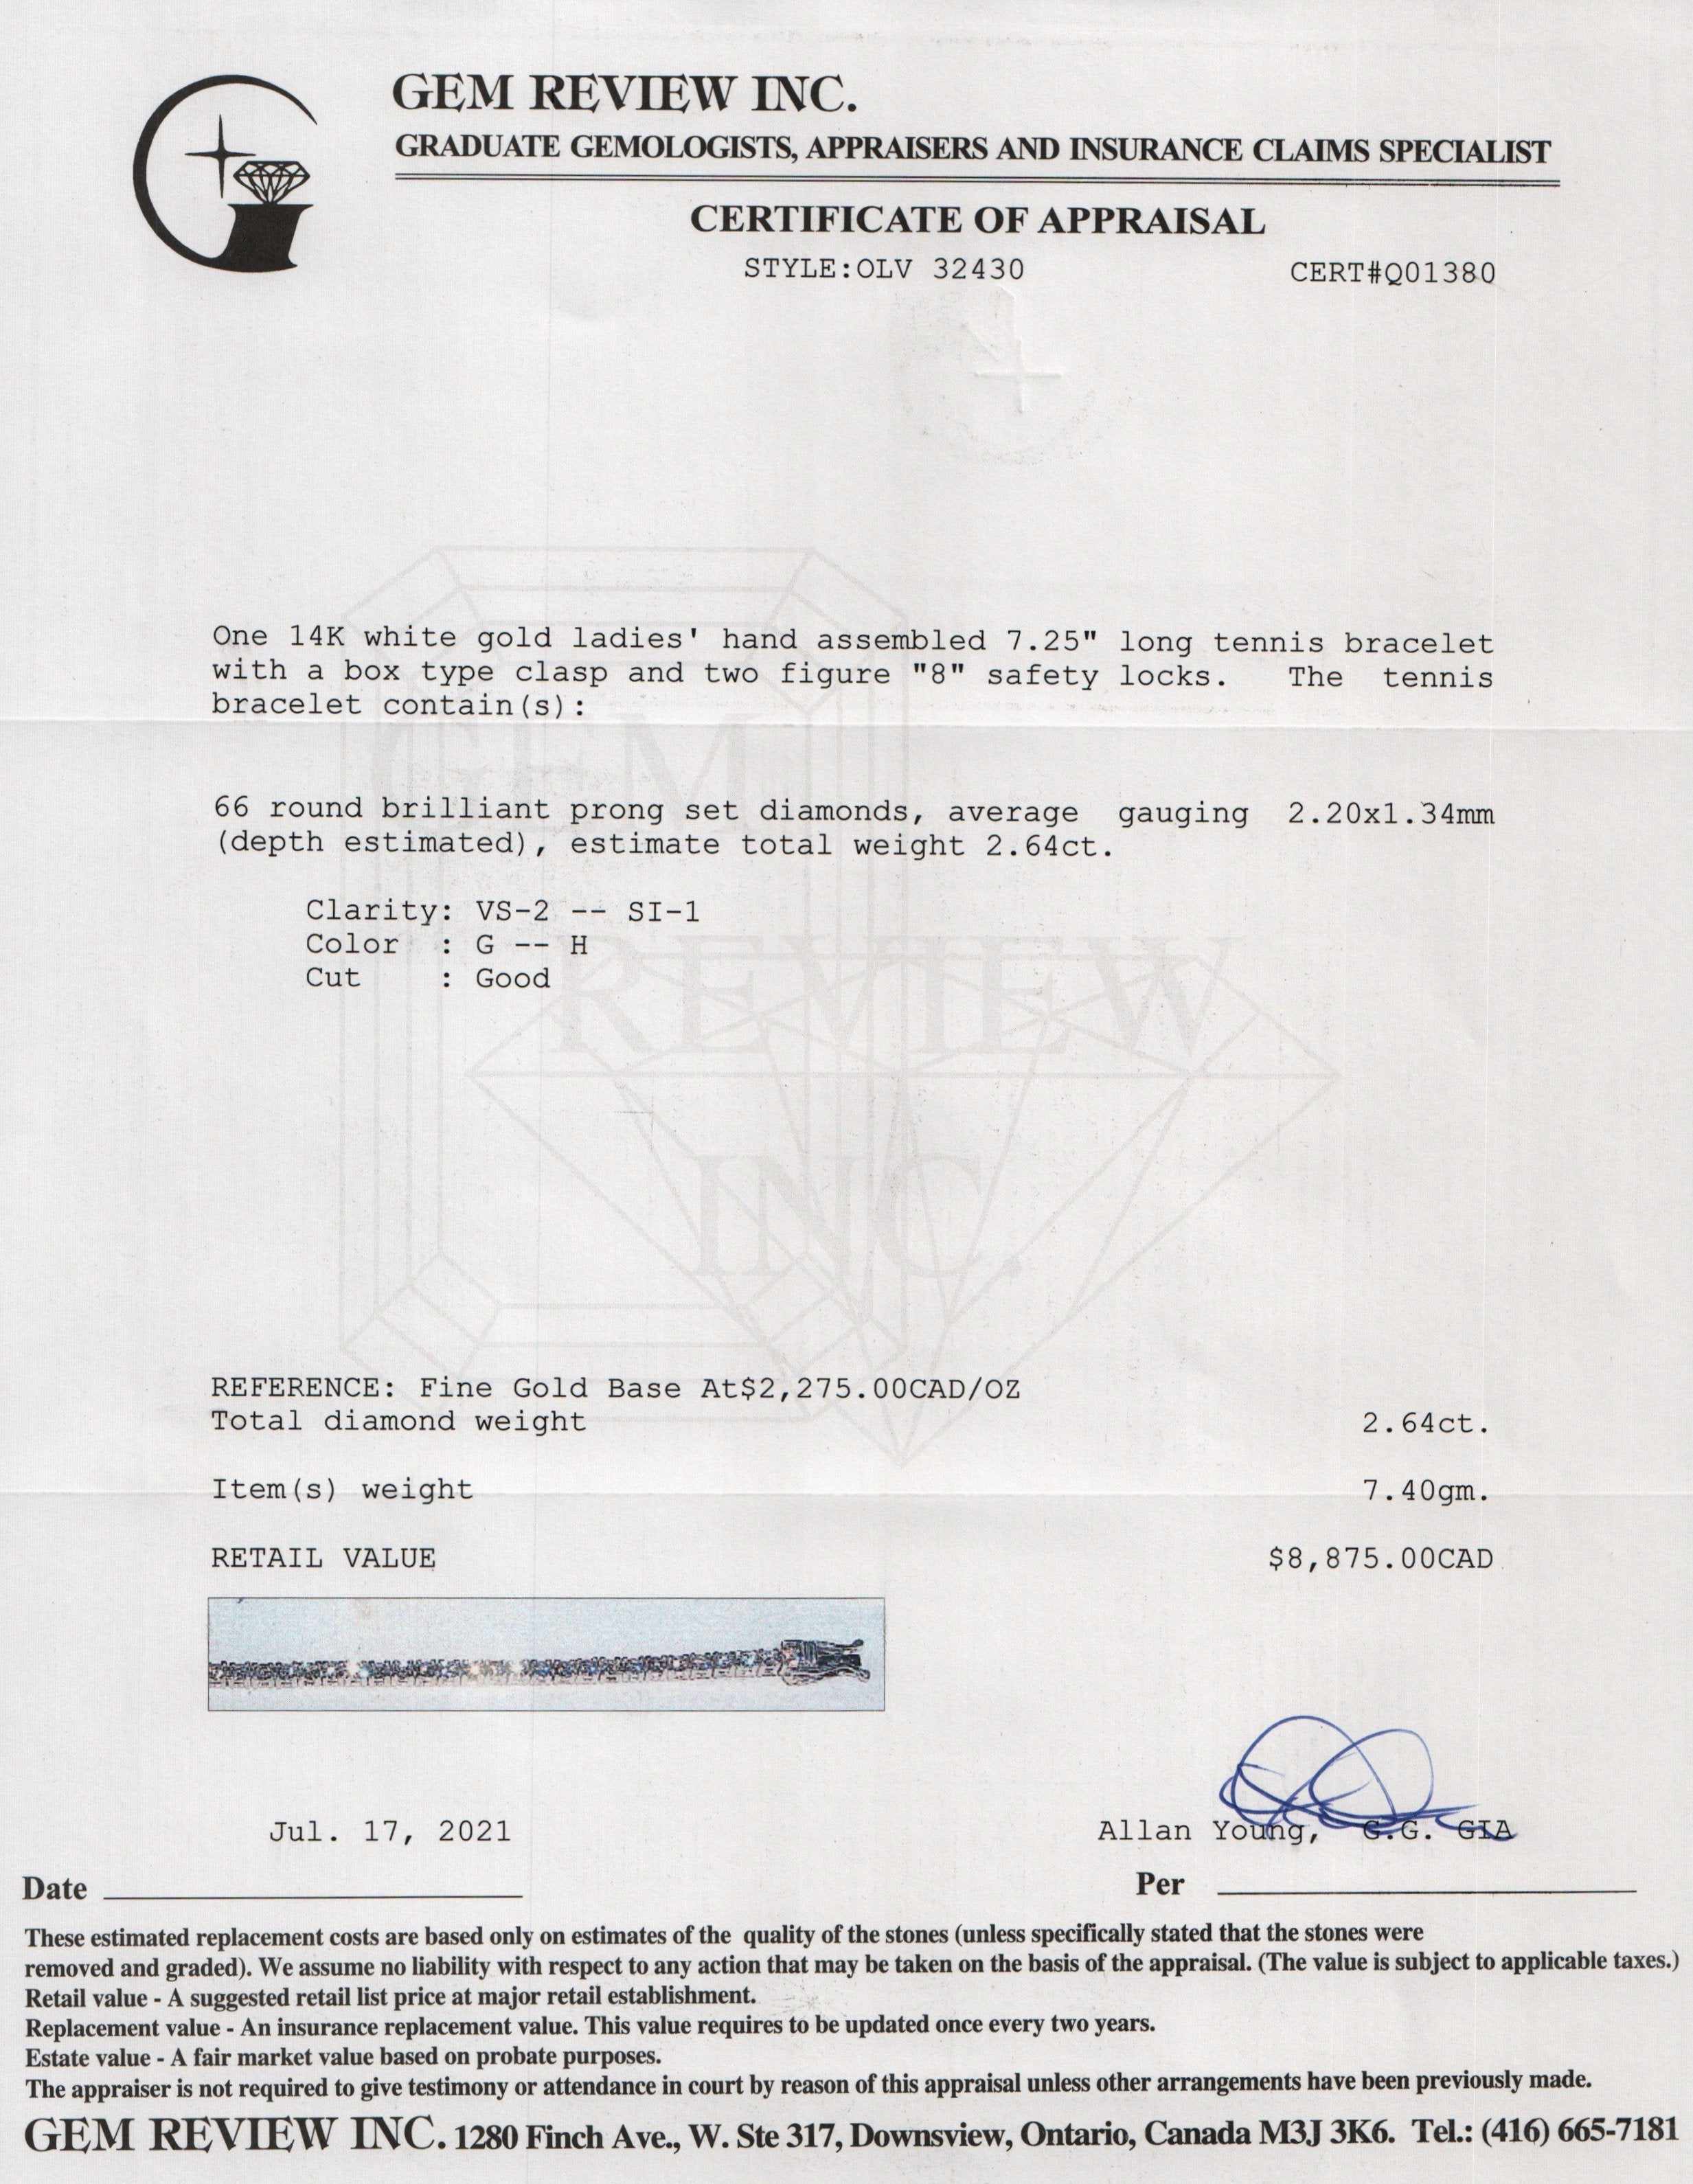 GEM REVIEW INC.
GRADUATE GEMOLOGISTS, APPRAISERS AND INSURANCE CLAIMS SPECIALIST
CERTIFICATE OF APPRAISAL
STYLE:OLV 32430 CERT#Q01380
One 14K white gold ladies' hand assembled 7.25" long tennis bracelet
with a box type clasp and two figure "8" safety locks. The tennis
bracelet contain(s):
GEM
66 round brilliant prong set diamonds, average gauging 2.20x1.34mm
(depth estimated), estimate total weight 2.64ct.
Clarity: VS-2 -- SI-1
Color : G -- H
Cut : Good
REVIEW
INC.
REFERENCE: Fine Gold Base At$2,275.00CAD/OZ
Total diamond weight 2.64ct.
Item(s) weight 7.40gm.
RETAIL VALUE $8,875.00CAD
Jul. 17, 2021 Allan Young, G.G. GIA
Date Per
These estimated replacement costs are based only on estimates of the quality of the stones (unless specifically stated that the stones were
removed and graded). We assume no liability with respect to any action that may be taken on the basis of the appraisal. (The value is subject to applicable taxes.)
Retail value - A suggested retail list price at major retail establishment.
Replacement value - An insurance replacement value. This value requires to be updated once every two years.
Estate value - A fair market value based on probate purposes.
The appraiser is not required to give testimony or attendance in court by reason of this appraisal unless other arrangements have been previously made.
GEM REVIEW INC. 1280 Finch Ave., W. Ste 317, Downsview, Ontario, Canada M3J 3K6. Tel.: (416) 665-7181